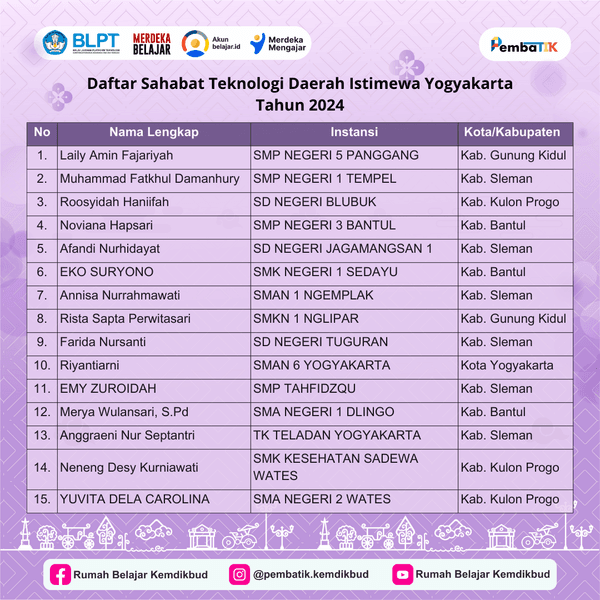 BLPT
MERDEKA
BELAJAR
Akun
belajar.id
Merdeka
Mengajar
PembaTIK
Daftar Sahabat Teknologi Daerah Istimewa Yogyakarta
Tahun 2024
No Nama Lengkap Instansi Kota/Kabupaten
1. Laily Amin Fajariyah SMP NEGERI 5 PANGGANG Kab. Gunung Kidul
2. Muhammad Fatkhul Damanhury SMP NEGERI 1 TEMPEL Kab. Sleman
3. Roosyidah Haniifah SD NEGERI BLUBUK Kab. Kulon Progo
4. Noviana Hapsari SMP NEGERI 3 BANTUL Kab. Bantul
5. Afandi Nurhidayat SD NEGERI JAGAMANGSAN 1 Kab. Sleman
6. EKO SURYONO SMK NEGERI 1 SEDAYU Kab. Bantul
7. Annisa Nurrahmawati SMAN 1 NGEMPLAK Kab. Sleman
8. Rista Sapta Perwitasari SMKN 1 NGLIPAR Kab. Gunung Kidul
9. Farida Nursanti SD NEGERI TUGURAN Kab. Sleman
10. Riyantiarni SMAN 6 YOGYAKARTA Kota Yogyakarta
11. EMY ZUROIDAH SMP TAHFIDZQU Kab. Sleman
12. Merya Wulansari, S.Pd SMA NEGERI 1 DLINGO Kab. Bantul
13. Anggraeni Nur Septantri TK TELADAN YOGYAKARTA Kab. Sleman
14. Neneng Desy Kurniawati SMK KESEHATAN SADEWA WATES Kab. Kulon Progo
15. YUVITA DELA CAROLINA SMA NEGERI 2 WATES Kab. Kulon Progo
Rumah Belajar Kemdikbud @pembatik.kemdikbud Rumah Belajar Kemdikbud